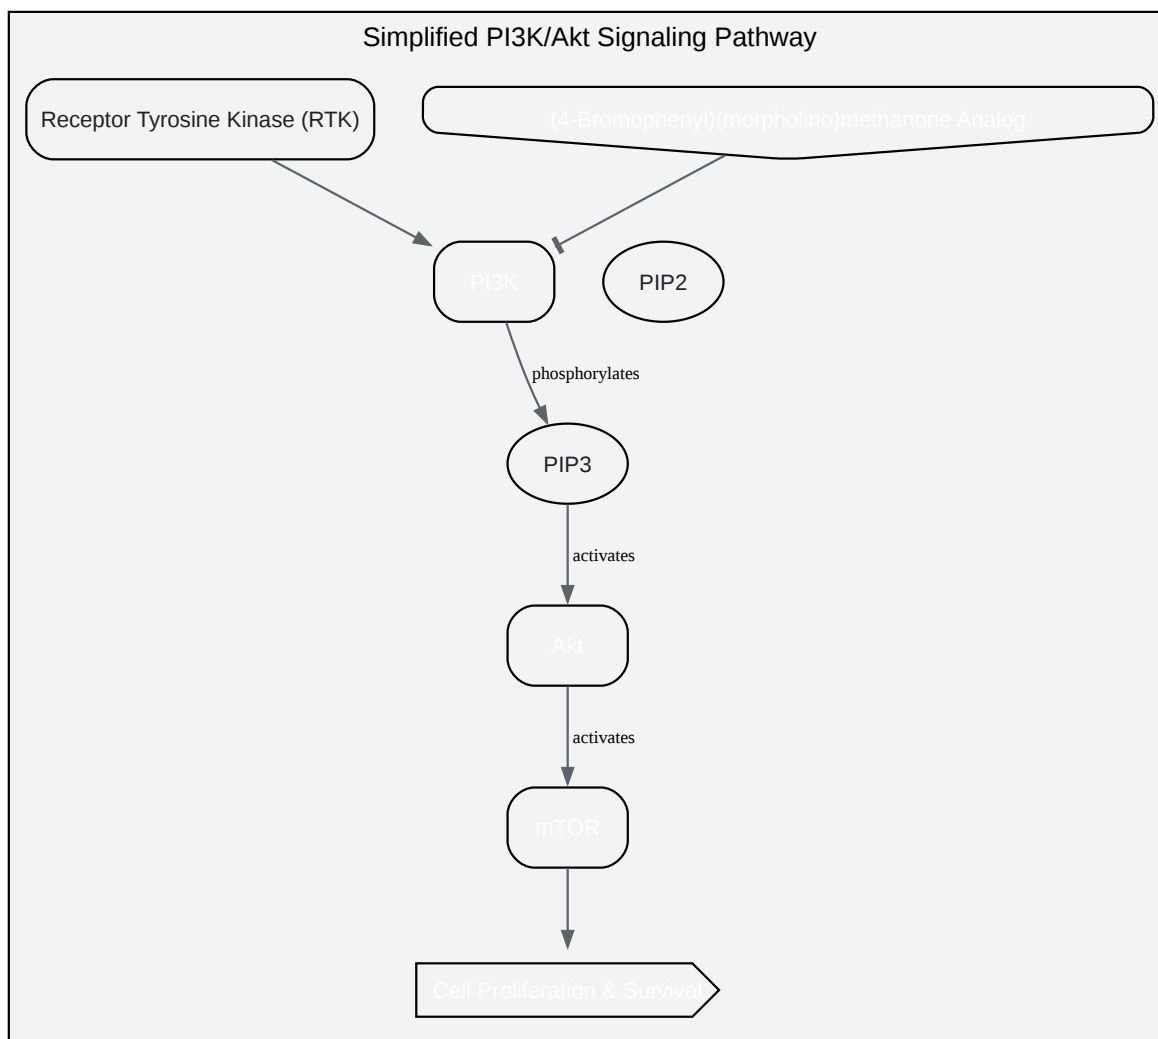 Simplified PI3K/Akt Signaling Pathway
Receptor Tyrosine Kinase (RTK)
(4-Bromophenyl)(morpholino)methanone Analog
PI3K
PIP2
phosphorylates
PIP3
activates
Akt
activates
mTOR
Cell Proliferation & Survival